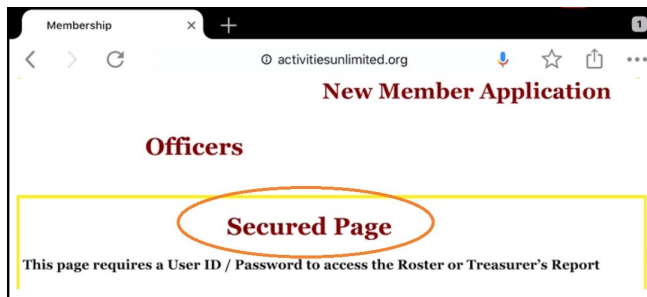 Membership
1
activitiesunlimited.org
New Member Application
Officers
Secured Page
This page requires a User ID / Password to access the Roster or Treasurer's Report